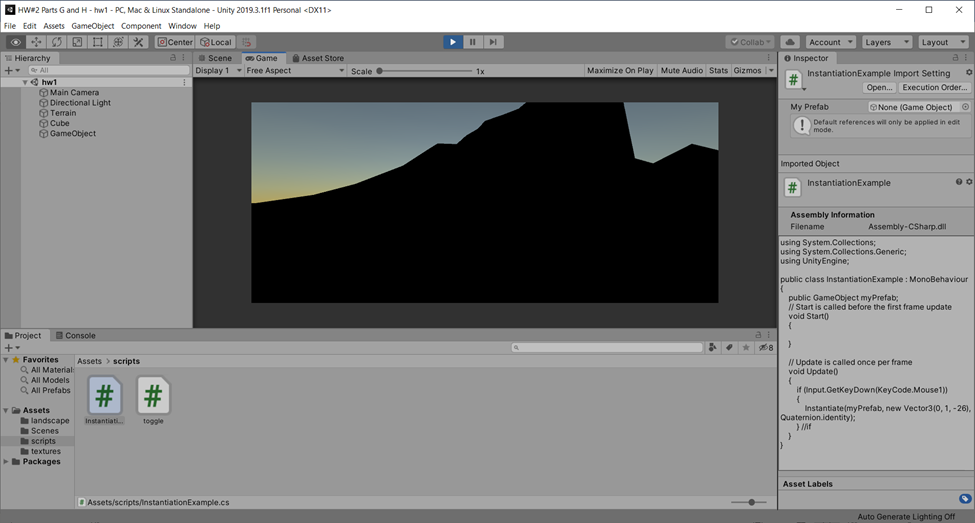 HW#2 Parts G and H - hw1 - PC, Mac & Linux Standalone - Unity 2019.3.1f1 Personal <DX11>
File Edit Assets GameObject Component Window Help
Center Local Collab Account Layers Layout
Hierarchy
All
hw1
Main Camera
Directional Light
Terrain
Cube
GameObject
Scene Game Asset Store
Display 1 Free Aspect Scale 1x Maximize On Play Mute Audio Stats Gizmos
Inspector
InstantiationExample Import Setting
Open... Execution Order...
My Prefab None (Game Object)
Default references will only be applied in edit
mode.
Imported Object
InstantiationExample
Assembly Information
Filename Assembly-CSharp.dll
using System.Collections;
using System.Collections.Generic;
using UnityEngine;
public class InstantiationExample : MonoBehaviour
{
public GameObject myPrefab;
// Start is called before the first frame update
void Start()
{
}
// Update is called once per frame
void Update()
{
if (Input.GetKeyDown(KeyCode.Mouse1))
{
Instantiate(myPrefab, new Vector3(0, 1, -26),
Quaternion.identity);
} //if
}
}
Asset Labels
Project Console
8
Favorites
All Material
All Models
All Prefabs
Assets
landscape
Scenes
scripts
textures
Packages
Assets > scripts
#
Instantiati...
#
toggle
Assets/scripts/InstantiationExample.cs
Auto Generate Lighting Off